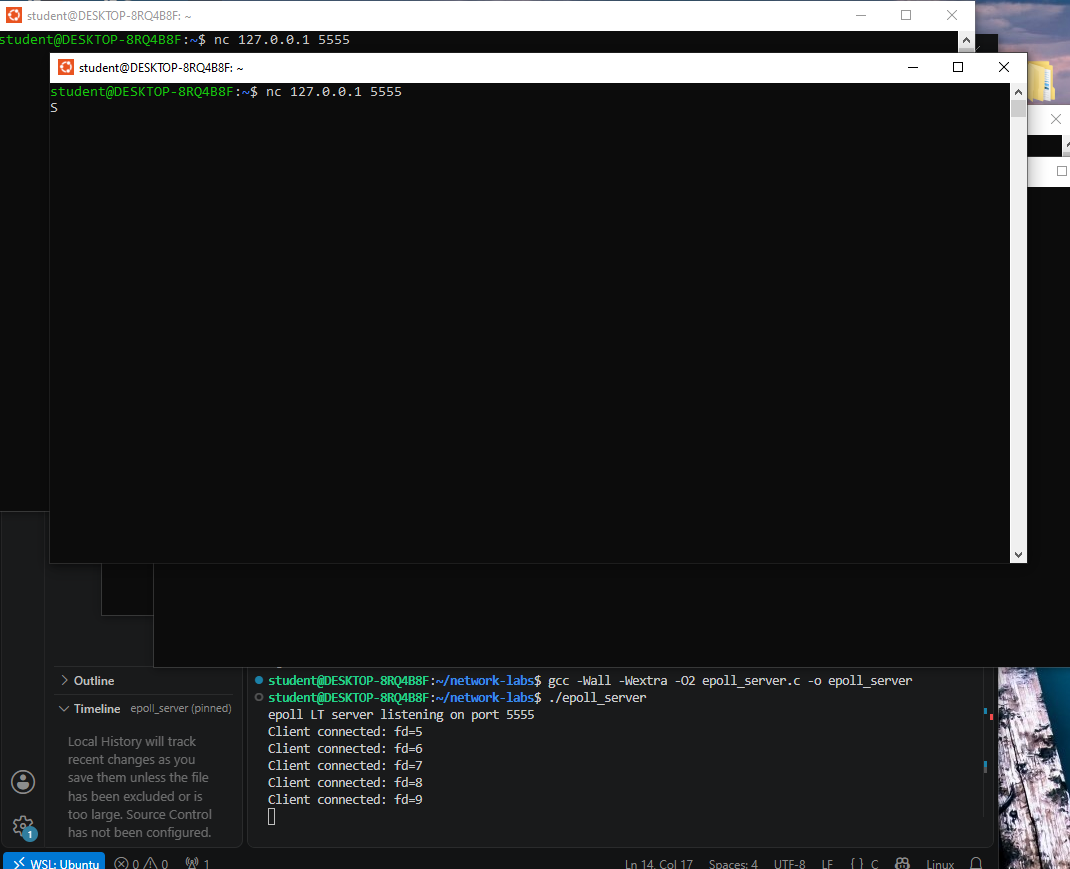 student@DESKTOP-8RQ4B8F: ~
student@DESKTOP-8RQ4B8F:~$ nc 127.0.0.1 5555
student@DESKTOP-8RQ4B8F: ~
student@DESKTOP-8RQ4B8F:~$ nc 127.0.0.1 5555
S
Outline
Timeline epoll_server (pinned)
Local History will track
recent changes as you
save them unless the file
has been excluded or is
too large. Source Control
has not been configured.
1
student@DESKTOP-8RQ4B8F:~/network-labs$ gcc -Wall -Wextra -O2 epoll_server.c -o epoll_server
student@DESKTOP-8RQ4B8F:~/network-labs$ ./epoll_server
epoll LT server listening on port 5555
Client connected: fd=5
Client connected: fd=6
Client connected: fd=7
Client connected: fd=8
Client connected: fd=9
WSL: Ubuntu 0 0 1 Ln 14, Col 17 Spaces: 4 UTF-8 LF { } C Linux